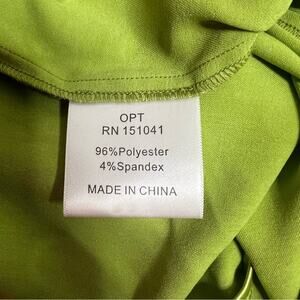 OPT
RN 151041
96%Polyester
4%Spandex
MADE IN CHINA